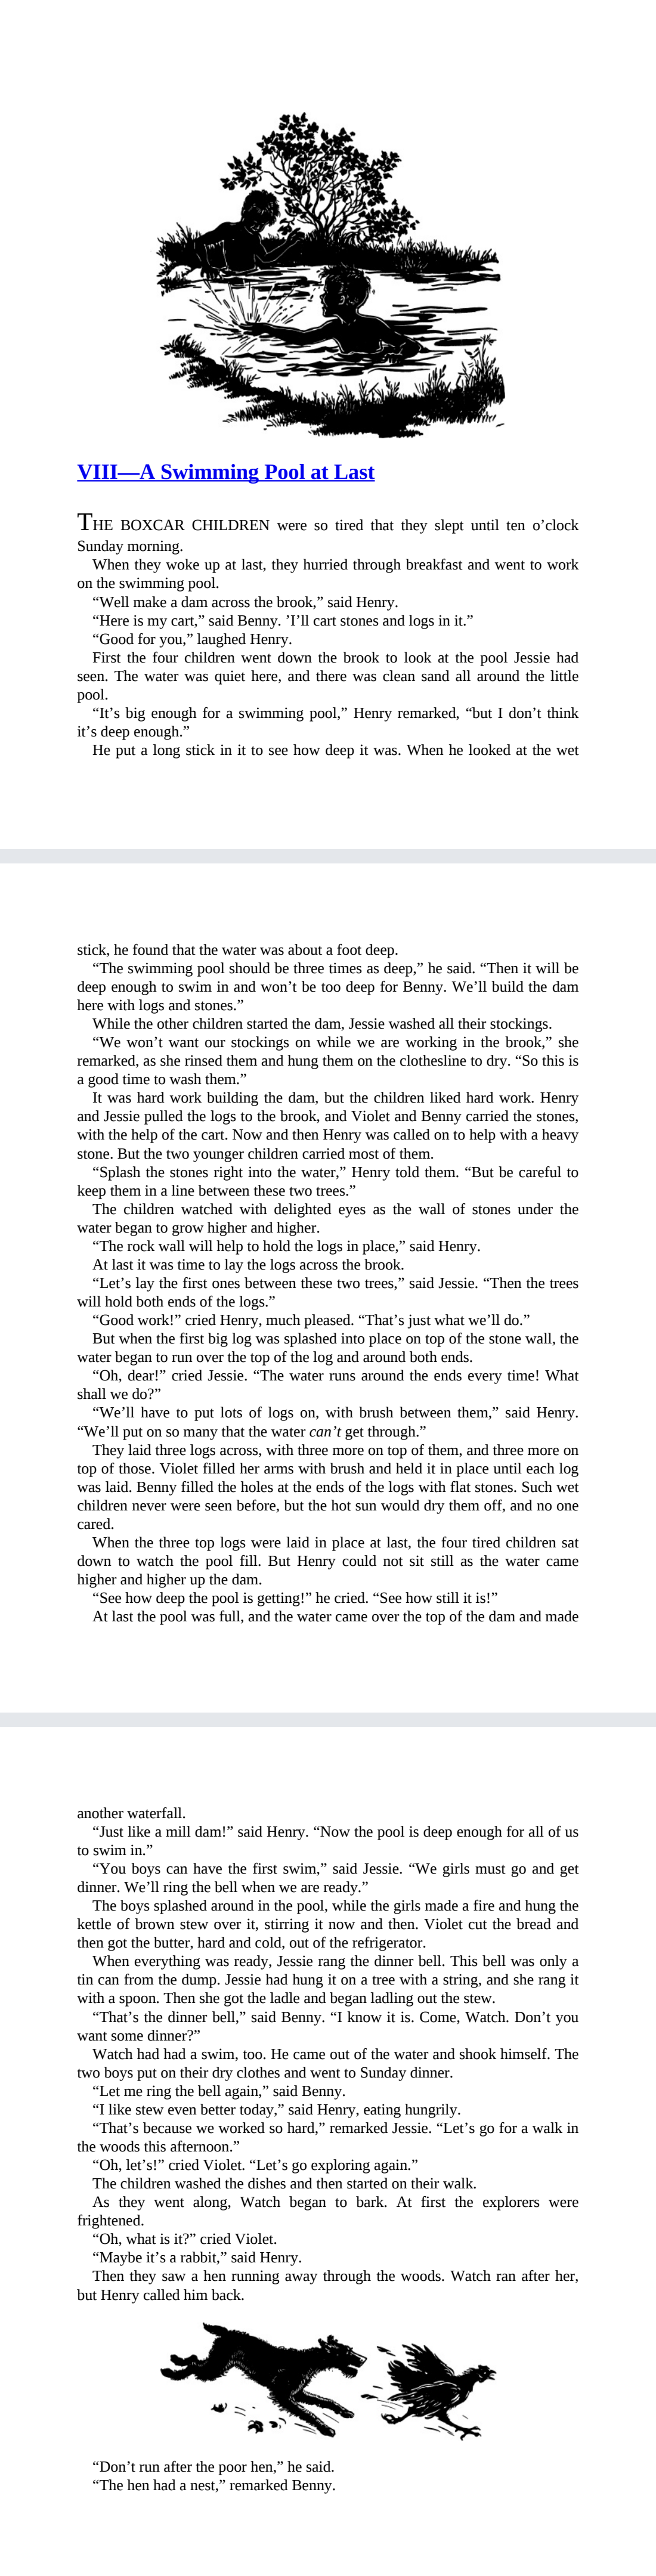 VIII—A Swimming Pool at Last
THE BOXCAR CHILDREN were so tired that they slept until ten o’clock
Sunday morning.
When they woke up at last, they hurried through breakfast and went to work
on the swimming pool.
“Well make a dam across the brook,” said Henry.
“Here is my cart,” said Benny. ’I’ll cart stones and logs in it.”
“Good for you,” laughed Henry.
First the four children went down the brook to look at the pool Jessie had
seen. The water was quiet here, and there was clean sand all around the little
pool.
“It’s big enough for a swimming pool,” Henry remarked, “but I don’t think
it’s deep enough.”
He put a long stick in it to see how deep it was. When he looked at the wet
stick, he found that the water was about a foot deep.
“The swimming pool should be three times as deep,” he said. “Then it will be
deep enough to swim in and won’t be too deep for Benny. We’ll build the dam
here with logs and stones.”
While the other children started the dam, Jessie washed all their stockings.
“We won’t want our stockings on while we are working in the brook,” she
remarked, as she rinsed them and hung them on the clothesline to dry. “So this is
a good time to wash them.”
It was hard work building the dam, but the children liked hard work. Henry
and Jessie pulled the logs to the brook, and Violet and Benny carried the stones,
with the help of the cart. Now and then Henry was called on to help with a heavy
stone. But the two younger children carried most of them.
“Splash the stones right into the water,” Henry told them. “But be careful to
keep them in a line between these two trees.”
The children watched with delighted eyes as the wall of stones under the
water began to grow higher and higher.
“The rock wall will help to hold the logs in place,” said Henry.
At last it was time to lay the logs across the brook.
“Let’s lay the first ones between these two trees,” said Jessie. “Then the trees
will hold both ends of the logs.”
“Good work!” cried Henry, much pleased. “That’s just what we’ll do.”
But when the first big log was splashed into place on top of the stone wall, the
water began to run over the top of the log and around both ends.
“Oh, dear!” cried Jessie. “The water runs around the ends every time! What
shall we do?”
“We’ll have to put lots of logs on, with brush between them,” said Henry.
“We’ll put on so many that the water can’t get through.”
They laid three logs across, with three more on top of them, and three more on
top of those. Violet filled her arms with brush and held it in place until each log
was laid. Benny filled the holes at the ends of the logs with flat stones. Such wet
children never were seen before, but the hot sun would dry them off, and no one
cared.
When the three top logs were laid in place at last, the four tired children sat
down to watch the pool fill. But Henry could not sit still as the water came
higher and higher up the dam.
“See how deep the pool is getting!” he cried. “See how still it is!”
At last the pool was full, and the water came over the top of the dam and made
another waterfall.
“Just like a mill dam!” said Henry. “Now the pool is deep enough for all of us
to swim in.”
“You boys can have the first swim,” said Jessie. “We girls must go and get
dinner. We’ll ring the bell when we are ready.”
The boys splashed around in the pool, while the girls made a fire and hung the
kettle of brown stew over it, stirring it now and then. Violet cut the bread and
then got the butter, hard and cold, out of the refrigerator.
When everything was ready, Jessie rang the dinner bell. This bell was only a
tin can from the dump. Jessie had hung it on a tree with a string, and she rang it
with a spoon. Then she got the ladle and began ladling out the stew.
“That’s the dinner bell,” said Benny. “I know it is. Come, Watch. Don’t you
want some dinner?”
Watch had had a swim, too. He came out of the water and shook himself. The
two boys put on their dry clothes and went to Sunday dinner.
“Let me ring the bell again,” said Benny.
“I like stew even better today,” said Henry, eating hungrily.
“That’s because we worked so hard,” remarked Jessie. “Let’s go for a walk in
the woods this afternoon.”
“Oh, let’s!” cried Violet. “Let’s go exploring again.”
The children washed the dishes and then started on their walk.
As they went along, Watch began to bark. At first the explorers were
frightened.
“Oh, what is it?” cried Violet.
“Maybe it’s a rabbit,” said Henry.
Then they saw a hen running away through the woods. Watch ran after her,
but Henry called him back.
“Don’t run after the poor hen,” he said.
“The hen had a nest,” remarked Benny.